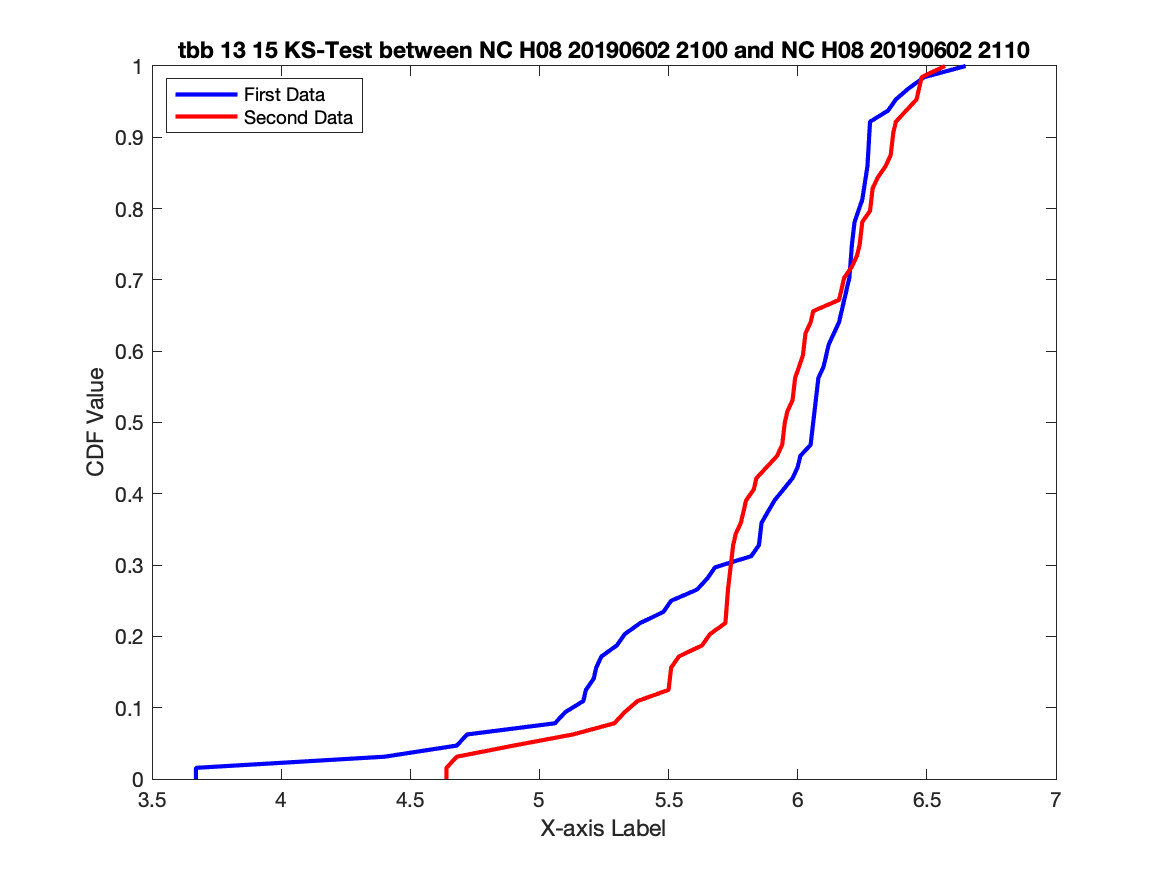 tbb 13 15 KS-Test between NC H08 20190602 2100 and NC H08 20190602 2110
First Data
Second Data
1
0.9
0.8
0.7
0.6
0.5
0.4
0.3
0.2
0.1
0
CDF Value
3.5 4 4.5 5 5.5 6 6.5 7
X-axis Label